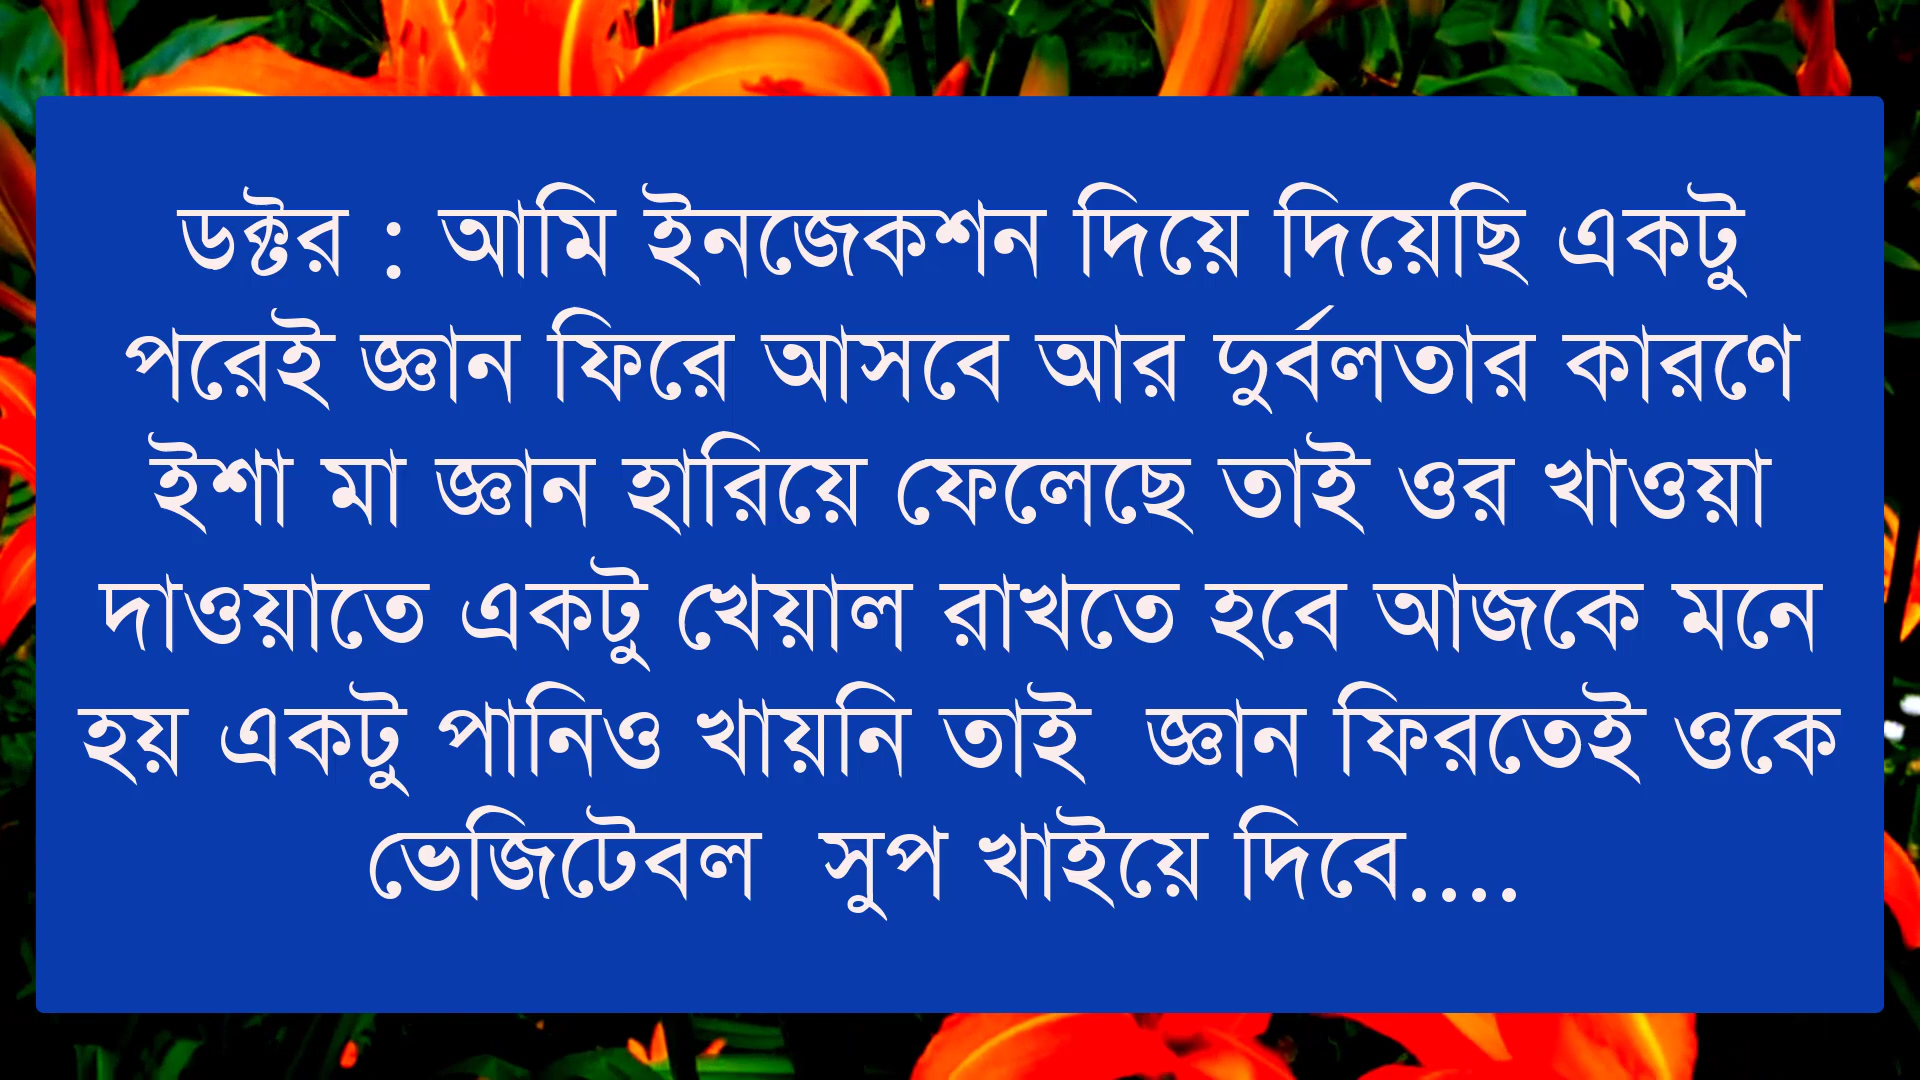 ডক্টর : আমি ইনজেকশন দিয়ে দিয়েছি একটু
পরেই জ্ঞান ফিরে আসবে আর দুর্বলতার কারণে
ইশা মা জ্ঞান হারিয়ে ফেলেছে তাই ওর খাওয়া
দাওয়াতে একটু খেয়াল রাখতে হবে আজকে মনে
হয় একটু পানিও খায়নি তাই জ্ঞান ফিরতেই ওকে
ভেজিটেবল সুপ খাইয়ে দিবে....